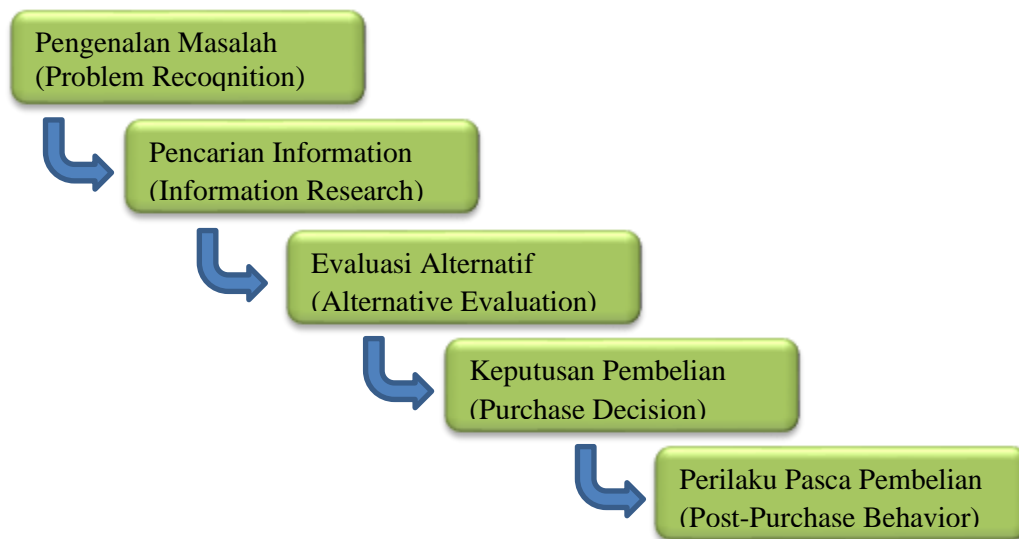 Pengenalan Masalah
(Problem Recoqnition)
Pencarian Information
(Information Research)
Evaluasi Alternatif
(Alternative Evaluation)
Keputusan Pembelian
(Purchase Decision)
Perilaku Pasca Pembelian
(Post-Purchase Behavior)